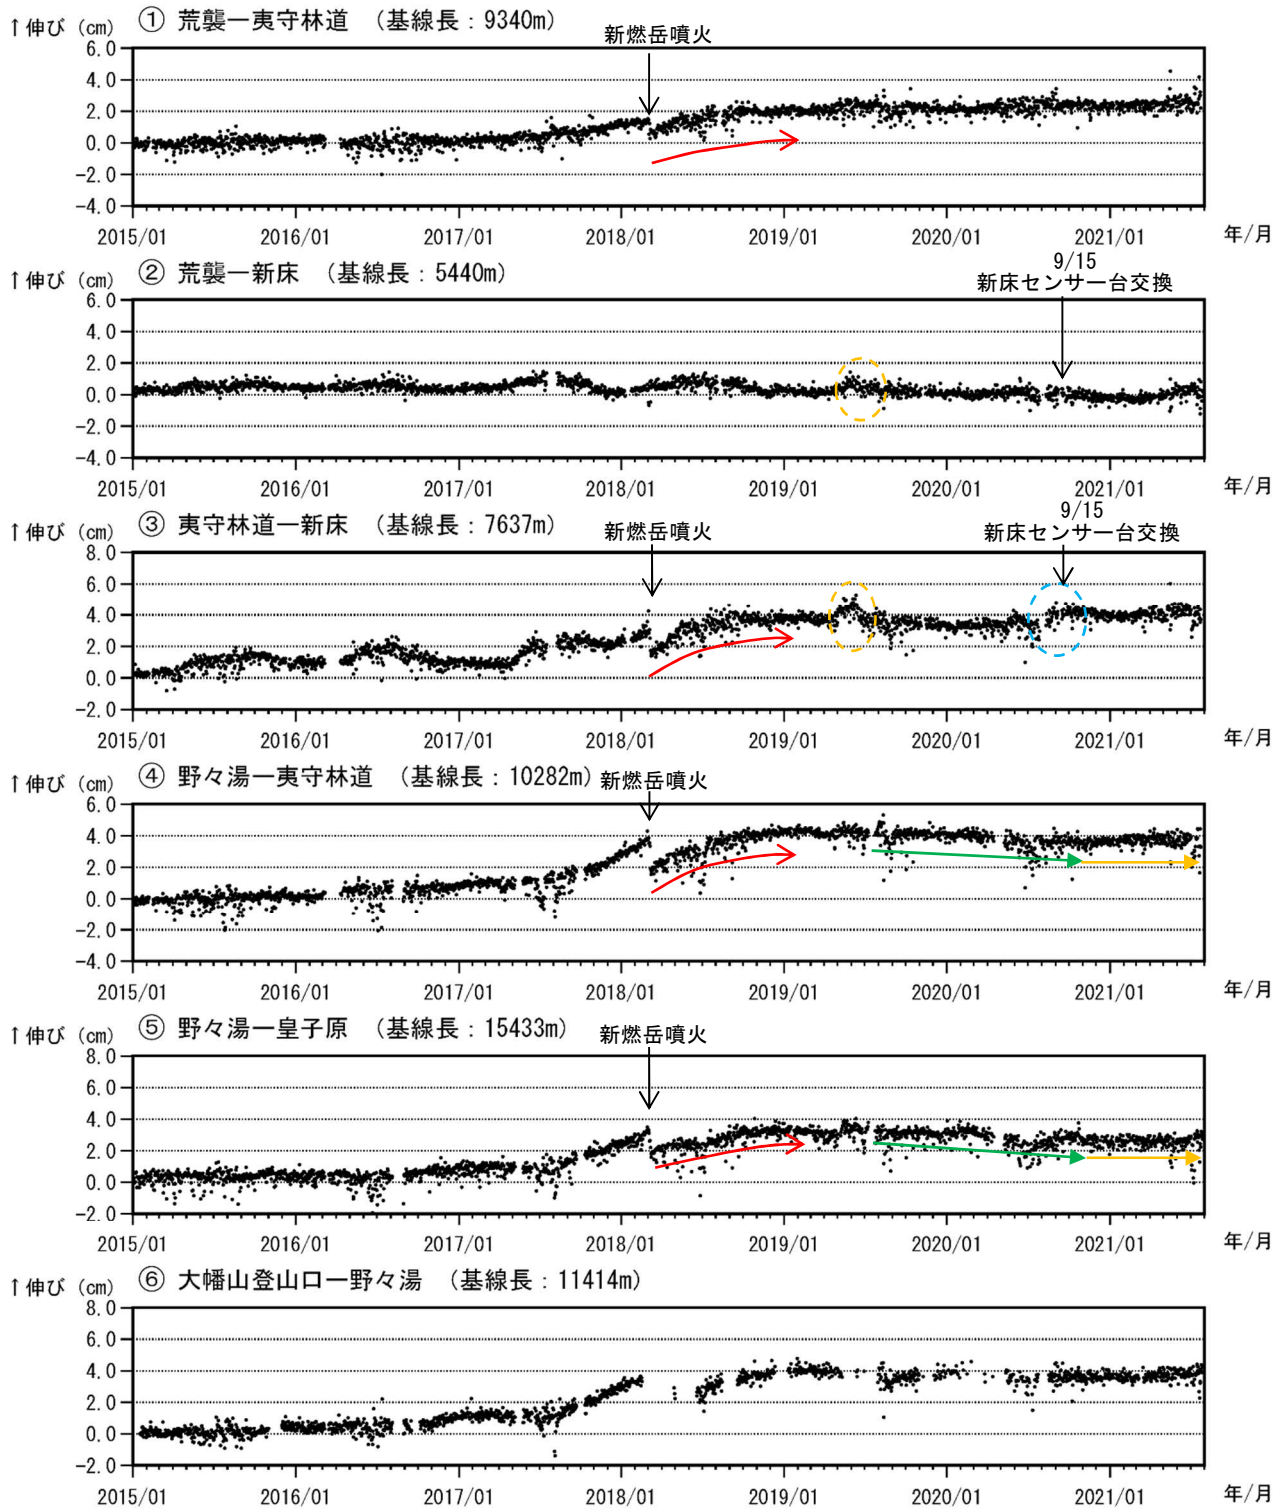 ↑伸び (cm) ① 荒襲ー夷守林道 (基線長：9340m)
新燃岳噴火
6.0
4.0
2.0
0.0
-2.0
-4.0
2015/01 2016/01 2017/01 2018/01 2019/01 2020/01 2021/01 年/月
↑伸び (cm) ② 荒襲ー新床 (基線長：5440m)
9/15
新床センサー台交換
6.0
4.0
2.0
0.0
-2.0
-4.0
2015/01 2016/01 2017/01 2018/01 2019/01 2020/01 2021/01 年/月
↑伸び (cm) ③ 夷守林道ー新床 (基線長：7637m)
新燃岳噴火
9/15
新床センサー台交換
8.0
6.0
4.0
2.0
0.0
-2.0
2015/01 2016/01 2017/01 2018/01 2019/01 2020/01 2021/01 年/月
↑伸び (cm) ④ 野々湯ー夷守林道 (基線長：10282m)
新燃岳噴火
6.0
4.0
2.0
0.0
-2.0
-4.0
2015/01 2016/01 2017/01 2018/01 2019/01 2020/01 2021/01 年/月
↑伸び (cm) ⑤ 野々湯ー皇子原 (基線長：15433m)
新燃岳噴火
8.0
6.0
4.0
2.0
0.0
-2.0
2015/01 2016/01 2017/01 2018/01 2019/01 2020/01 2021/01 年/月
↑伸び (cm) ⑥ 大幡山登山口ー野々湯 (基線長：11414m)
8.0
6.0
4.0
2.0
0.0
-2.0
2015/01 2016/01 2017/01 2018/01 2019/01 2020/01 2021/01 年/月